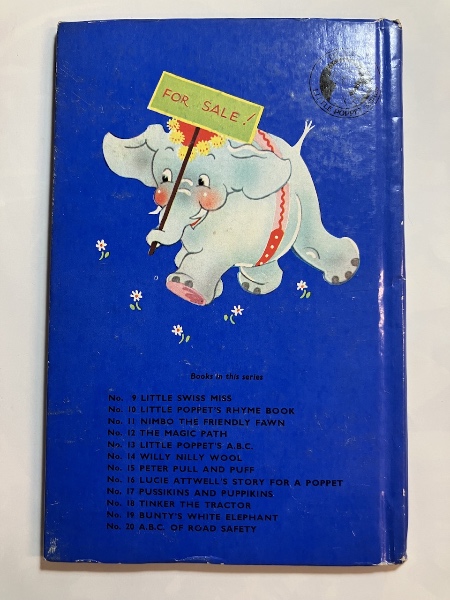 FOR SALE!
LITTLE POPPET
Books in this series
No. 9 LITTLE SWISS MISS
No. 10 LITTLE POPPET'S RHYME BOOK
No. 11 NIMBO THE FRIENDLY FAWN
No. 12 THE MAGIC PATH
No. 13 LITTLE POPPET'S A.B.C.
No. 14 WILLY NILLY WOOL
No. 15 PETER PULL AND PUFF
No. 16 LUCIE ATTWELL'S STORY FOR A POPPET
No. 17 PUSSIKINS AND PUPPIKINS
No. 18 TINKER THE TRACTOR
No. 19 BUNTY'S WHITE ELEPHANT
No. 20 A.B.C. OF ROAD SAFETY